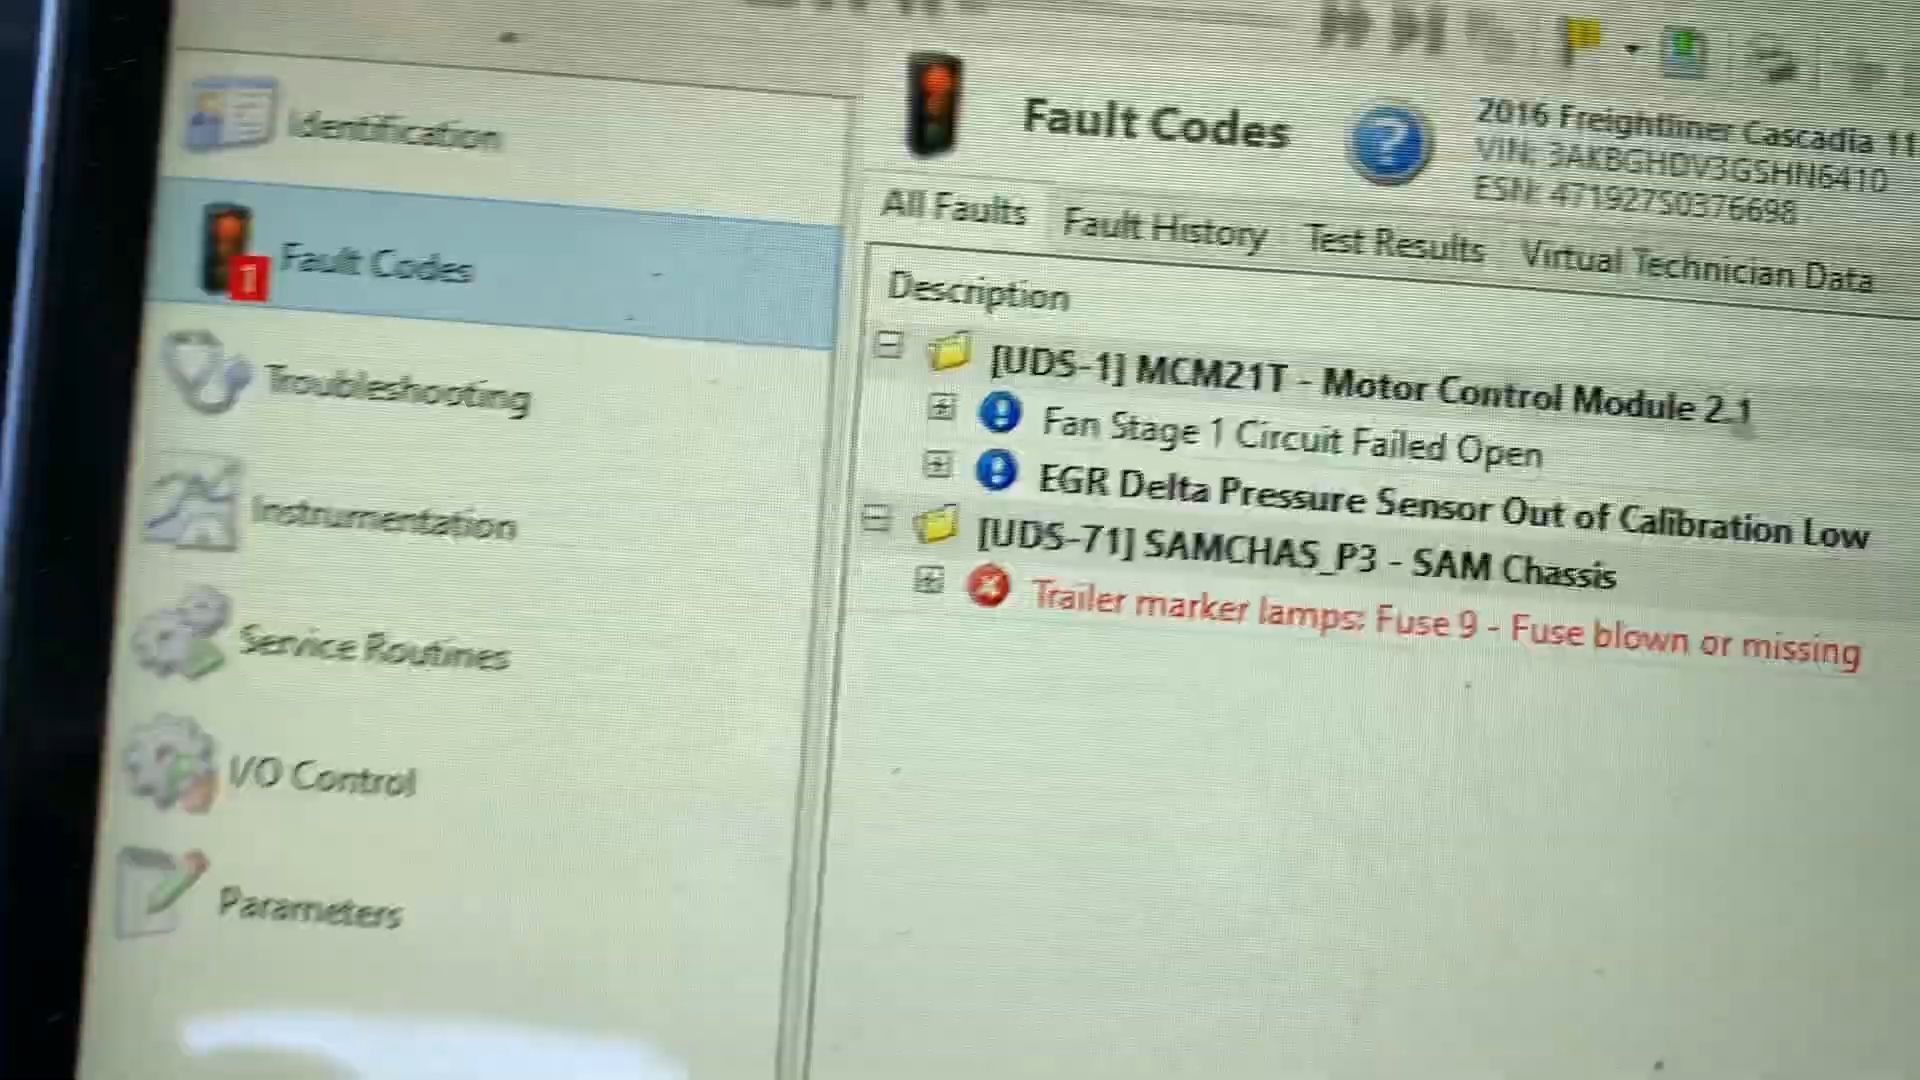 Identification
Fault Codes
1
Troubleshooting
Instrumentation
Service Routines
I/O Control
Parameters
Fault Codes
?
2016 Freightliner Cascadia 11
VIN: 3AKBGHDV3GSHN6410
ESN: 471927S0376698
All Faults Fault History Test Results Virtual Technician Data
Description
[UDS-1] MCM21T - Motor Control Module 2.1
Fan Stage 1 Circuit Failed Open
EGR Delta Pressure Sensor Out of Calibration Low
[UDS-71] SAMCHAS_P3 - SAM Chassis
Trailer marker lamps: Fuse 9 - Fuse blown or missing